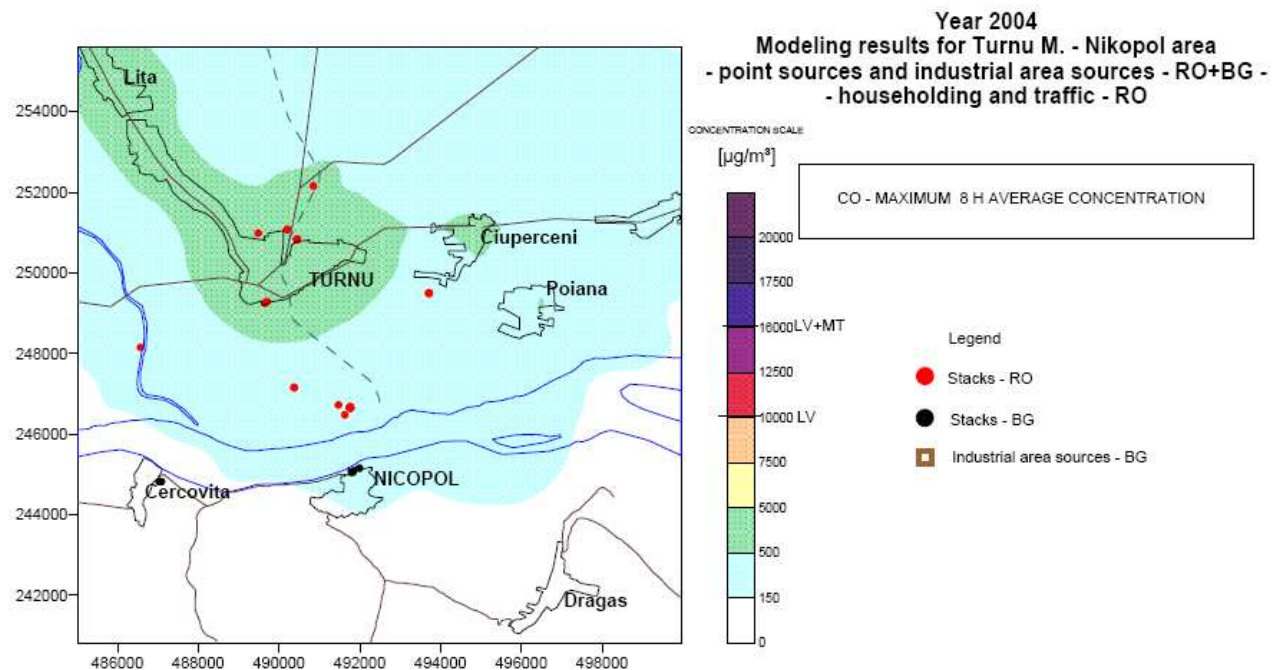 Year 2004
Modeling results for Turnu M. - Nikopol area
- point sources and industrial area sources - RO+BG -
- householding and traffic - RO
CONCENTRATION SCALE
[µg/m³]
CO - MAXIMUM 8 H AVERAGE CONCENTRATION
20000
17500
16000 LV+MT
12500
10000 LV
7500
5000
500
150
0
Legend
Stacks - RO
Stacks - BG
Industrial area sources - BG
254000
252000
250000
248000
246000
244000
242000
Lita
Ciuperceni
TURNU
Poiana
NICOPOL
Cercovita
Dragas
486000 488000 490000 492000 494000 496000 498000